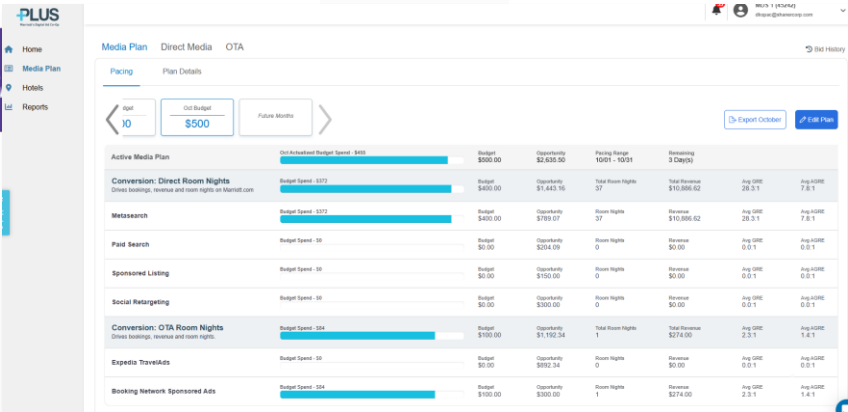 PLUS
MDS 1 (45242)
Home
Media Plan
Hotels
Reports
Media Plan Direct Media OTA
Bid History
Pacing Plan Details
Oct Budget
$500
Future Months
Export October
Edit Plan
Active Media Plan Oct Actualized Budget Spend - $455 Budget $500.00 Opportunity $2,635.50 Pacing Range 10/01 - 10/31 Remaining 3 Day(s)
Conversion: Direct Room Nights Budget Spend - $372 Budget $400.00 Opportunity $1,443.16 Total Room Nights 37 Total Revenue $10,886.62 Avg GRE 28.3:1 Avg AGRE 7.8:1
Drives bookings, revenue and room nights on Marriott.com
Metasearch Budget Spend - $372 Budget $400.00 Opportunity $789.07 Room Nights 37 Revenue $10,886.62 Avg GRE 28.3:1 Avg AGRE 7.8:1
Paid Search Budget Spend - $0 Budget $0.00 Opportunity $204.09 Room Nights 0 Revenue $0.00 Avg GRE 0.0:1 Avg AGRE 0.0:1
Sponsored Listing Budget Spend - $0 Budget $0.00 Opportunity $150.00 Room Nights 0 Revenue $0.00 Avg GRE 0.0:1 Avg AGRE 0.0:1
Social Retargeting Budget Spend - $0 Budget $0.00 Opportunity $300.00 Room Nights 0 Revenue $0.00 Avg GRE 0.0:1 Avg AGRE 0.0:1
Conversion: OTA Room Nights Budget Spend - $84 Budget $100.00 Opportunity $1,192.34 Total Room Nights 1 Total Revenue $274.00 Avg GRE 2.3:1 Avg AGRE 1.4:1
Drives bookings, revenue and room nights.
Expedia TravelAds Budget Spend - $0 Budget $0.00 Opportunity $892.34 Room Nights 0 Revenue $0.00 Avg GRE 0.0:1 Avg AGRE 0.0:1
Booking Network Sponsored Ads Budget Spend - $84 Budget $100.00 Opportunity $300.00 Room Nights 1 Revenue $274.00 Avg GRE 2.3:1 Avg AGRE 1.4:1